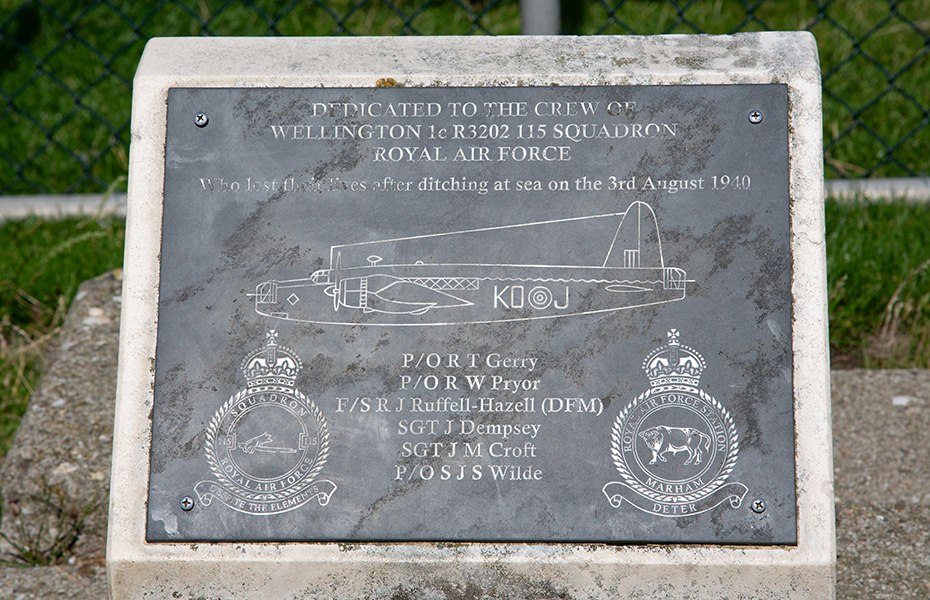 DEDICATED TO THE CREW OF
WELLINGTON 1c R3202 115 SQUADRON
ROYAL AIR FORCE
Who lost their lives after ditching at sea on the 3rd August 1940
KO J
P/O R T Gerry
P/O R W Pryor
F/S R J Ruffell-Hazell (DFM)
SGT J Dempsey
SGT J M Croft
P/O S J S Wilde
SQUADRON
115 115
ROYAL AIR FORCE
DESPITE THE ELEMENTS
ROYAL AIR FORCE STATION
MARHAM
DETER